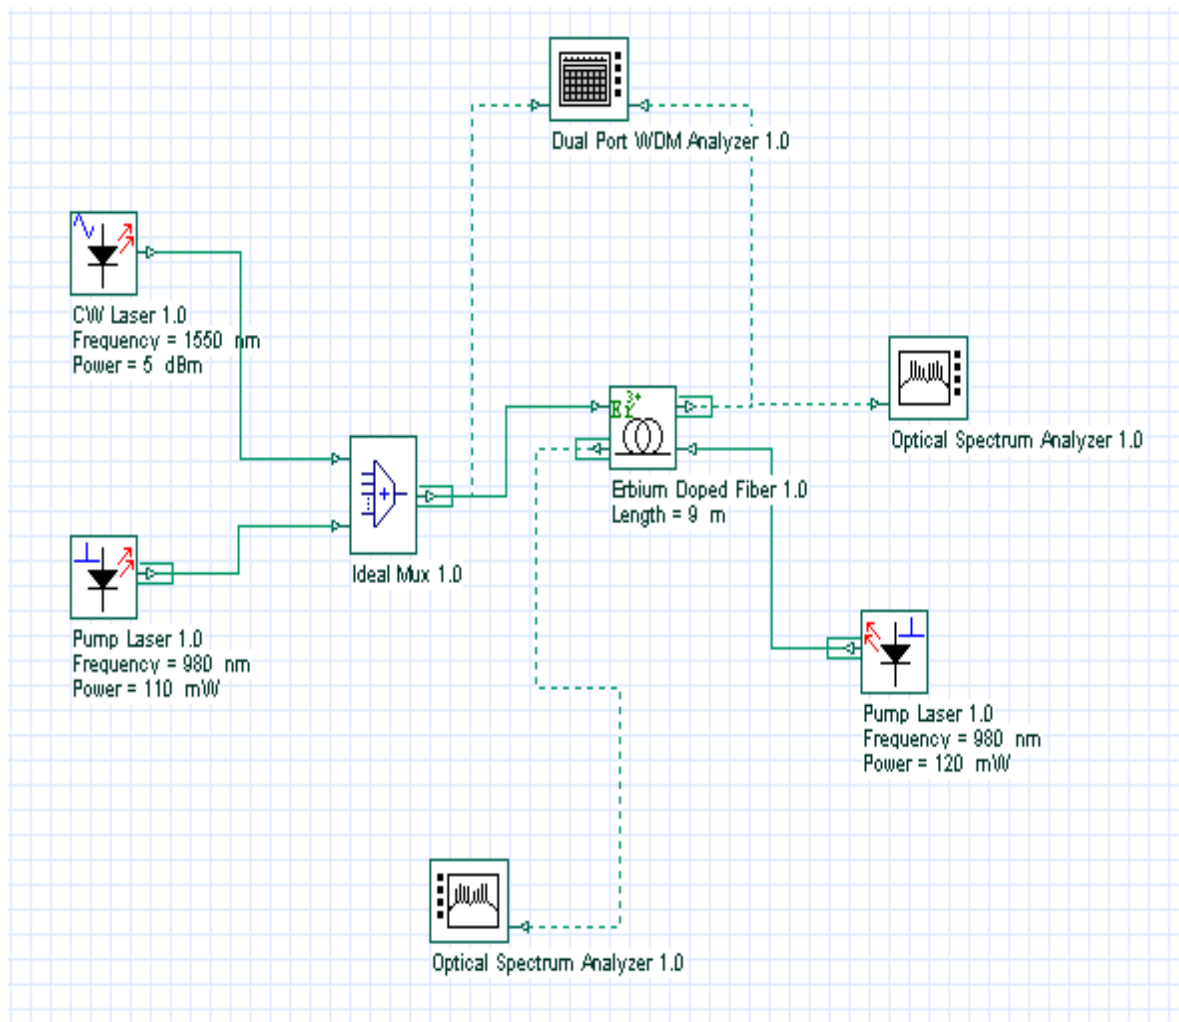 Dual Port WDM Analyzer 1.0
CW Laser 1.0
Frequency = 1550 nm
Power = 5 dBm
Optical Spectrum Analyzer 1.0
Erbium Doped Fiber 1.0
Length = 9 m
Ideal Mux 1.0
Pump Laser 1.0
Frequency = 980 nm
Power = 110 mW
Pump Laser 1.0
Frequency = 980 nm
Power = 120 mW
Optical Spectrum Analyzer 1.0